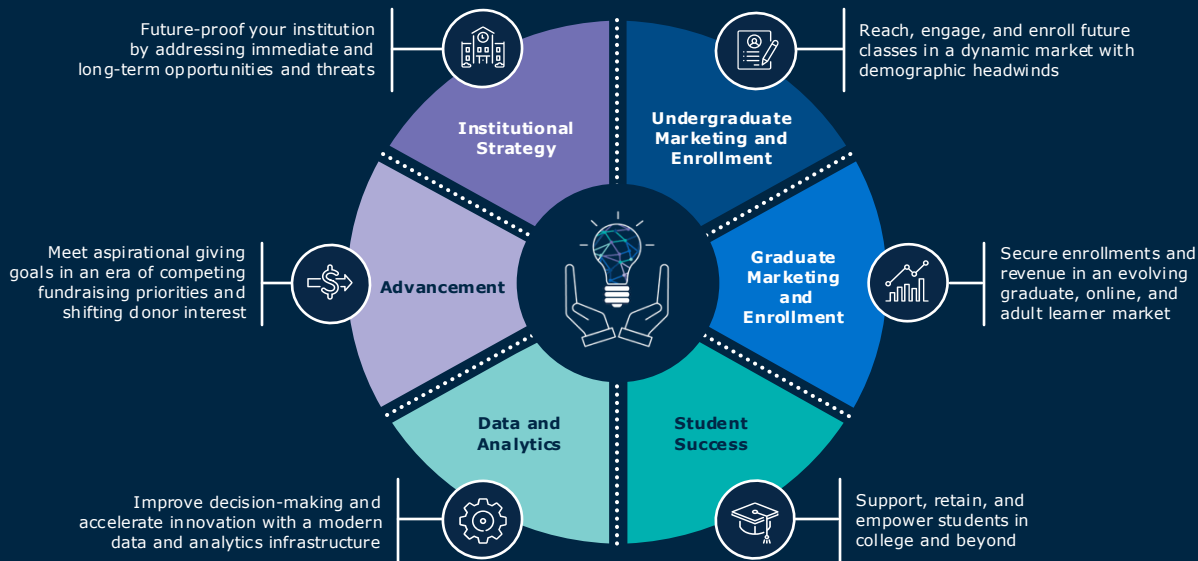 Future-proof your institution
by addressing immediate and
long-term opportunities and threats
Institutional
Strategy
Undergraduate
Marketing and
Enrollment
Reach, engage, and enroll future
classes in a dynamic market with
demographic headwinds
Meet aspirational giving
goals in an era of competing
fundraising priorities and
shifting donor interest
Advancement
Graduate
Marketing
and
Enrollment
Secure enrollments and
revenue in an evolving
graduate, online, and
adult learner market
Data and
Analytics
Student
Success
Improve decision-making and
accelerate innovation with a modern
data and analytics infrastructure
Support, retain, and
empower students in
college and beyond